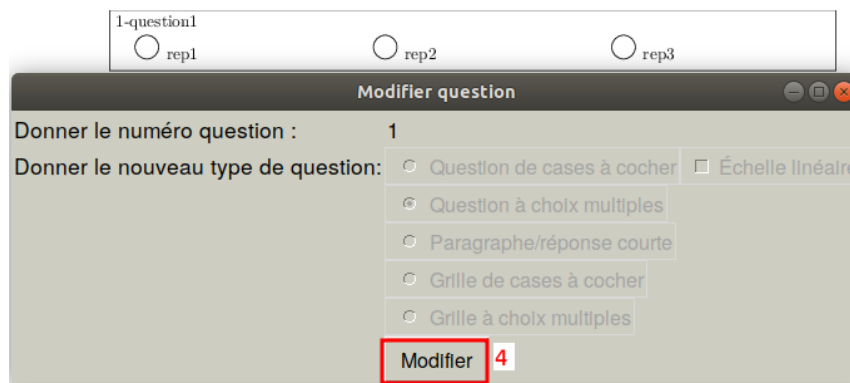 1-question1
rep1 rep2 rep3
Modifier question
Donner le numéro question : 1
Donner le nouveau type de question: Question de cases à cocher Échelle linéaire
Question à choix multiples
Paragraphe/réponse courte
Grille de cases à cocher
Grille à choix multiples
Modifier 4